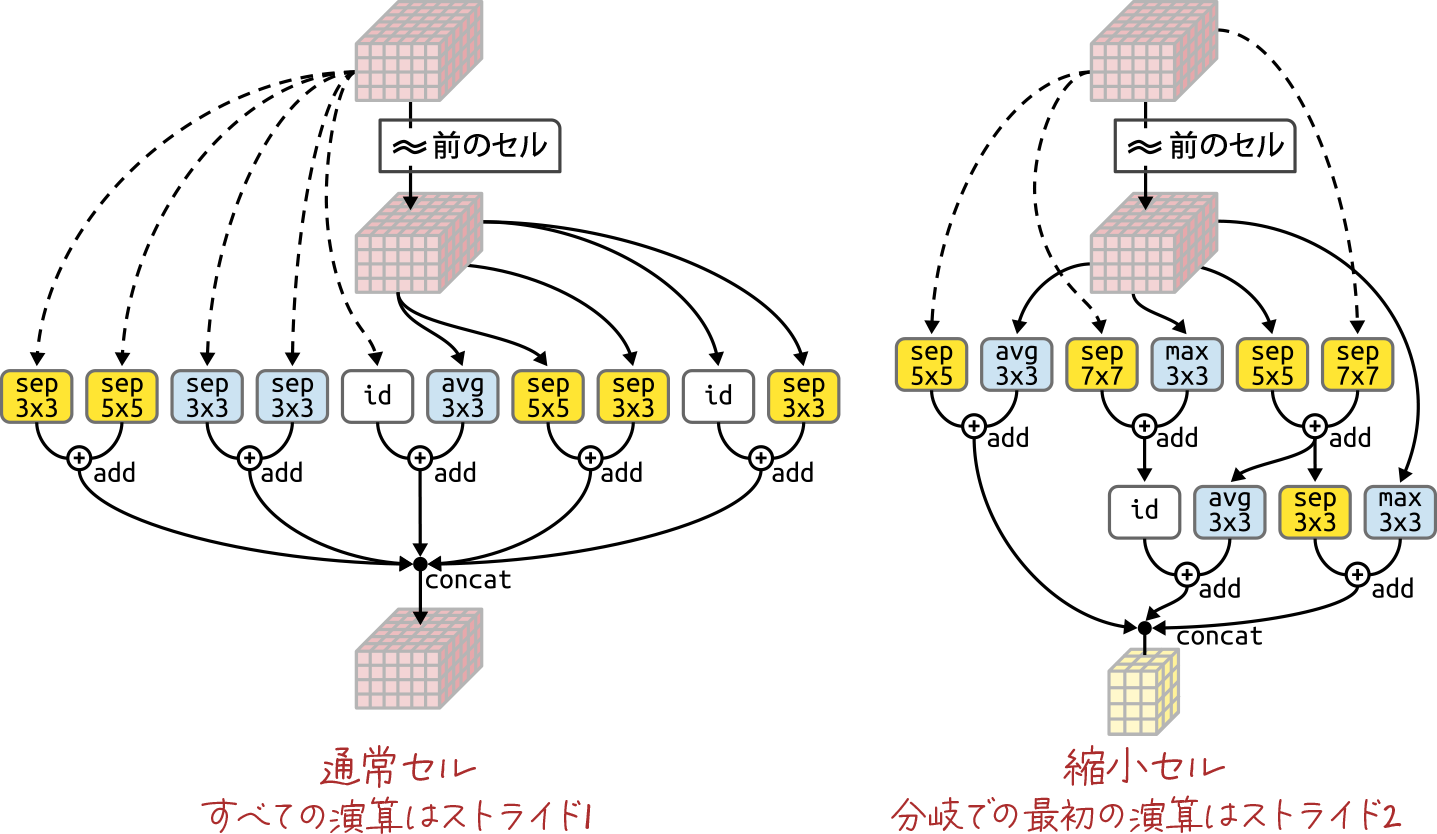 ≈前のセル
≈前のセル
sep 3x3
sep 5x5
sep 3x3
sep 3x3
id
avg 3x3
sep 5x5
sep 3x3
id
sep 3x3
add
add
add
add
add
concat
通常セル
すべての演算はストライド1
sep 5x5
avg 3x3
sep 7x7
max 3x3
sep 5x5
sep 7x7
add
add
add
id
avg 3x3
sep 3x3
max 3x3
add
add
concat
縮小セル
分岐での最初の演算はストライド2